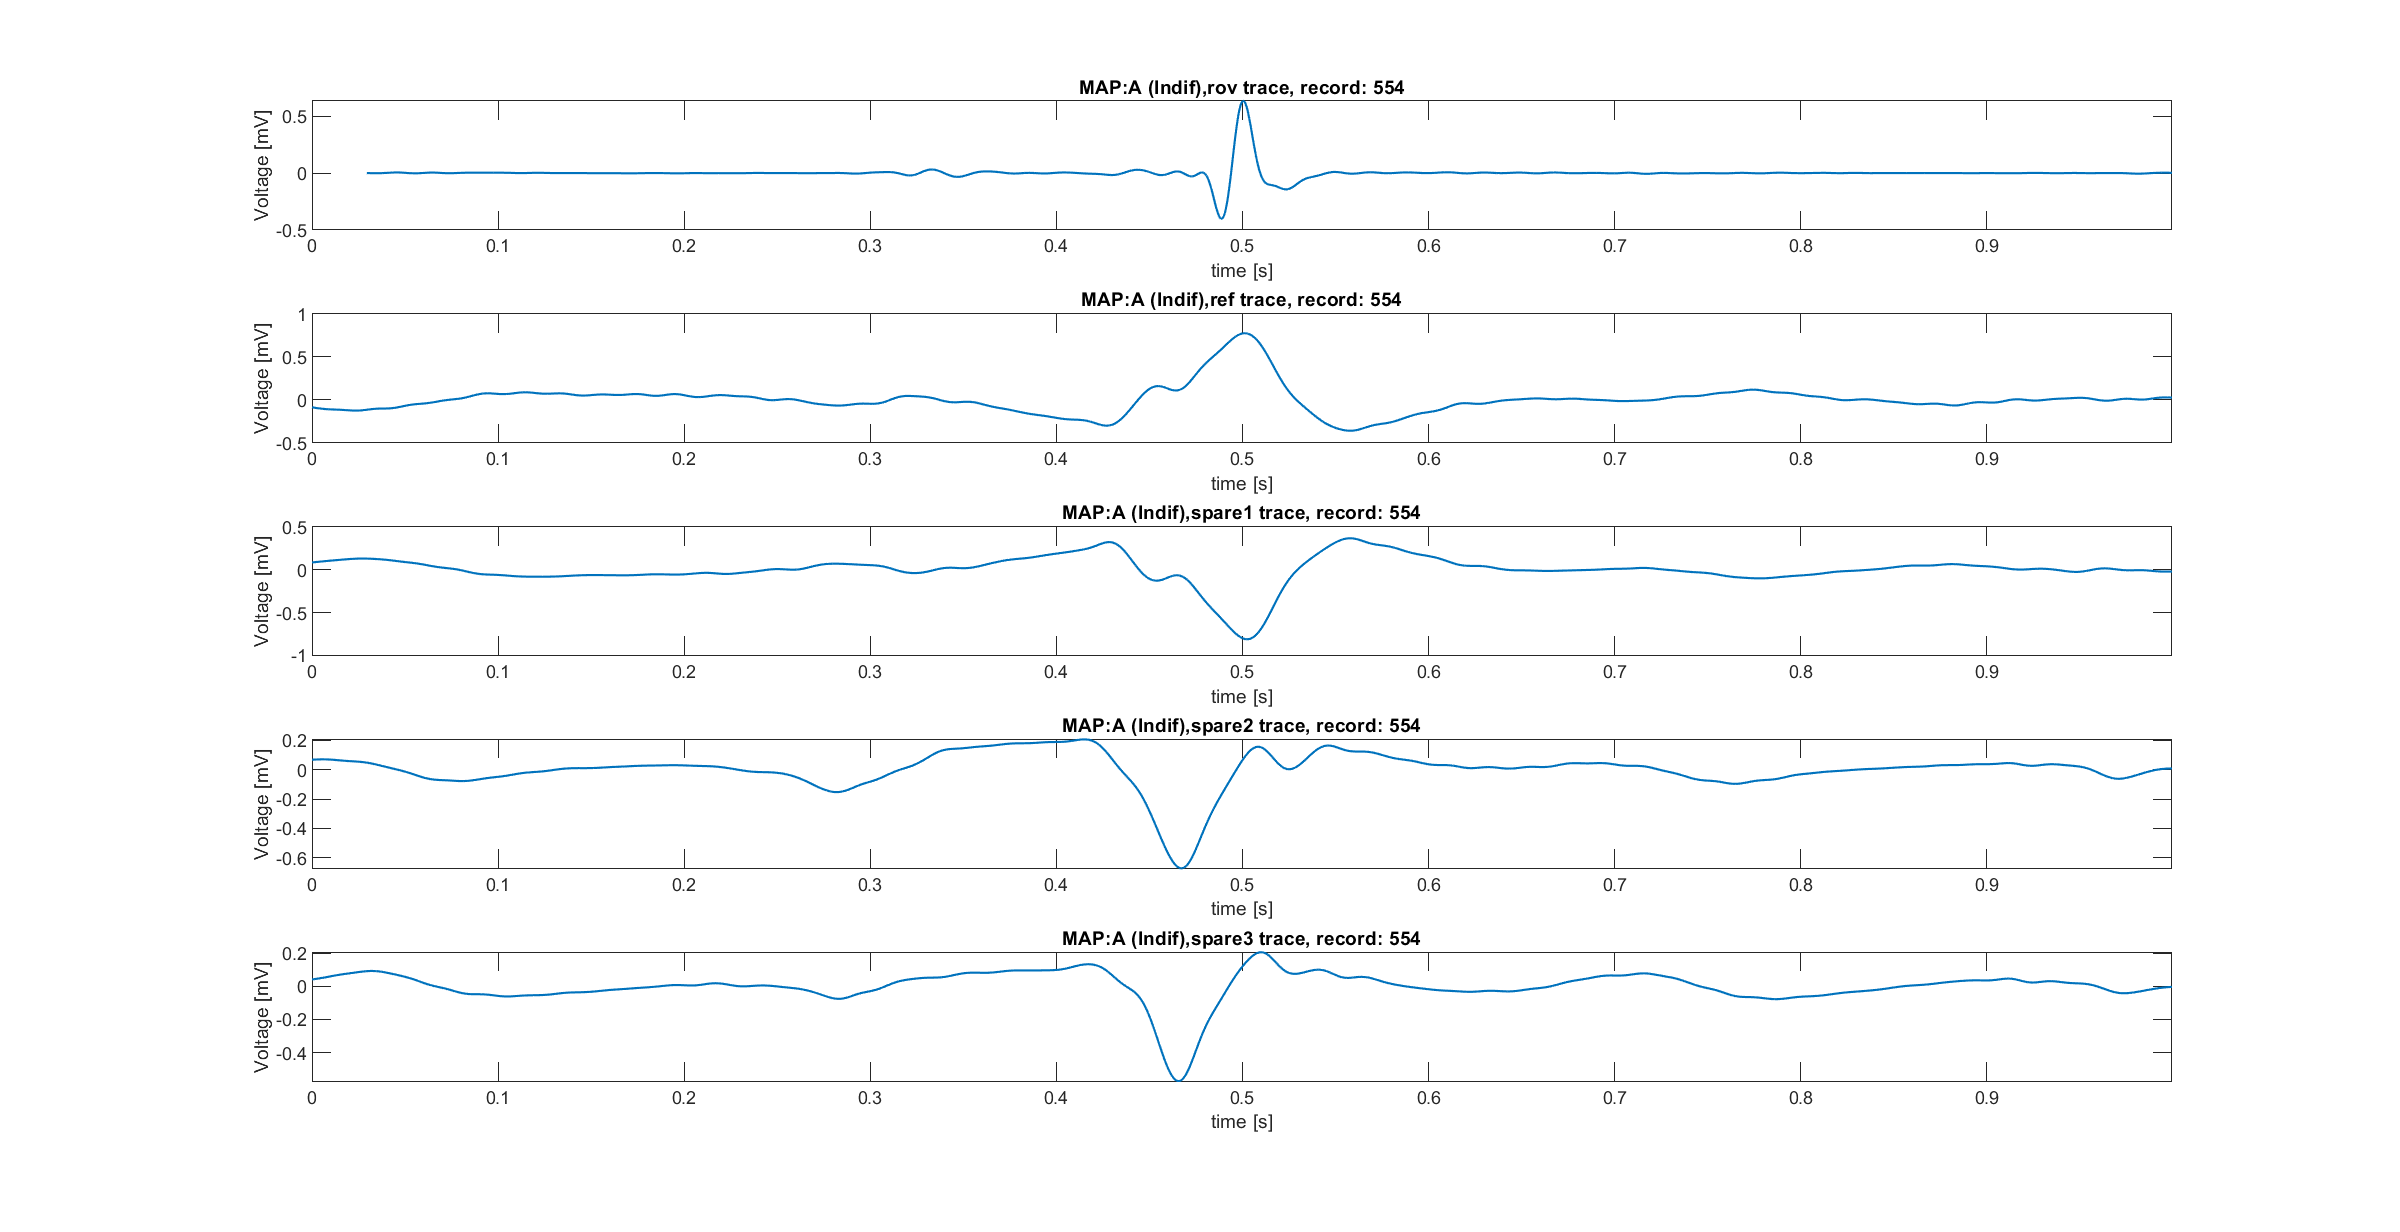 MAP:A (Indif),rov trace, record: 554
Voltage [mV]
0.5
0
-0.5
0 0.1 0.2 0.3 0.4 0.5 0.6 0.7 0.8 0.9
time [s]
MAP:A (Indif),ref trace, record: 554
Voltage [mV]
1
0.5
0
-0.5
0 0.1 0.2 0.3 0.4 0.5 0.6 0.7 0.8 0.9
time [s]
MAP:A (Indif),spare1 trace, record: 554
Voltage [mV]
0.5
0
-0.5
-1
0 0.1 0.2 0.3 0.4 0.5 0.6 0.7 0.8 0.9
time [s]
MAP:A (Indif),spare2 trace, record: 554
Voltage [mV]
0.2
0
-0.2
-0.4
-0.6
0 0.1 0.2 0.3 0.4 0.5 0.6 0.7 0.8 0.9
time [s]
MAP:A (Indif),spare3 trace, record: 554
Voltage [mV]
0.2
0
-0.2
-0.4
0 0.1 0.2 0.3 0.4 0.5 0.6 0.7 0.8 0.9
time [s]